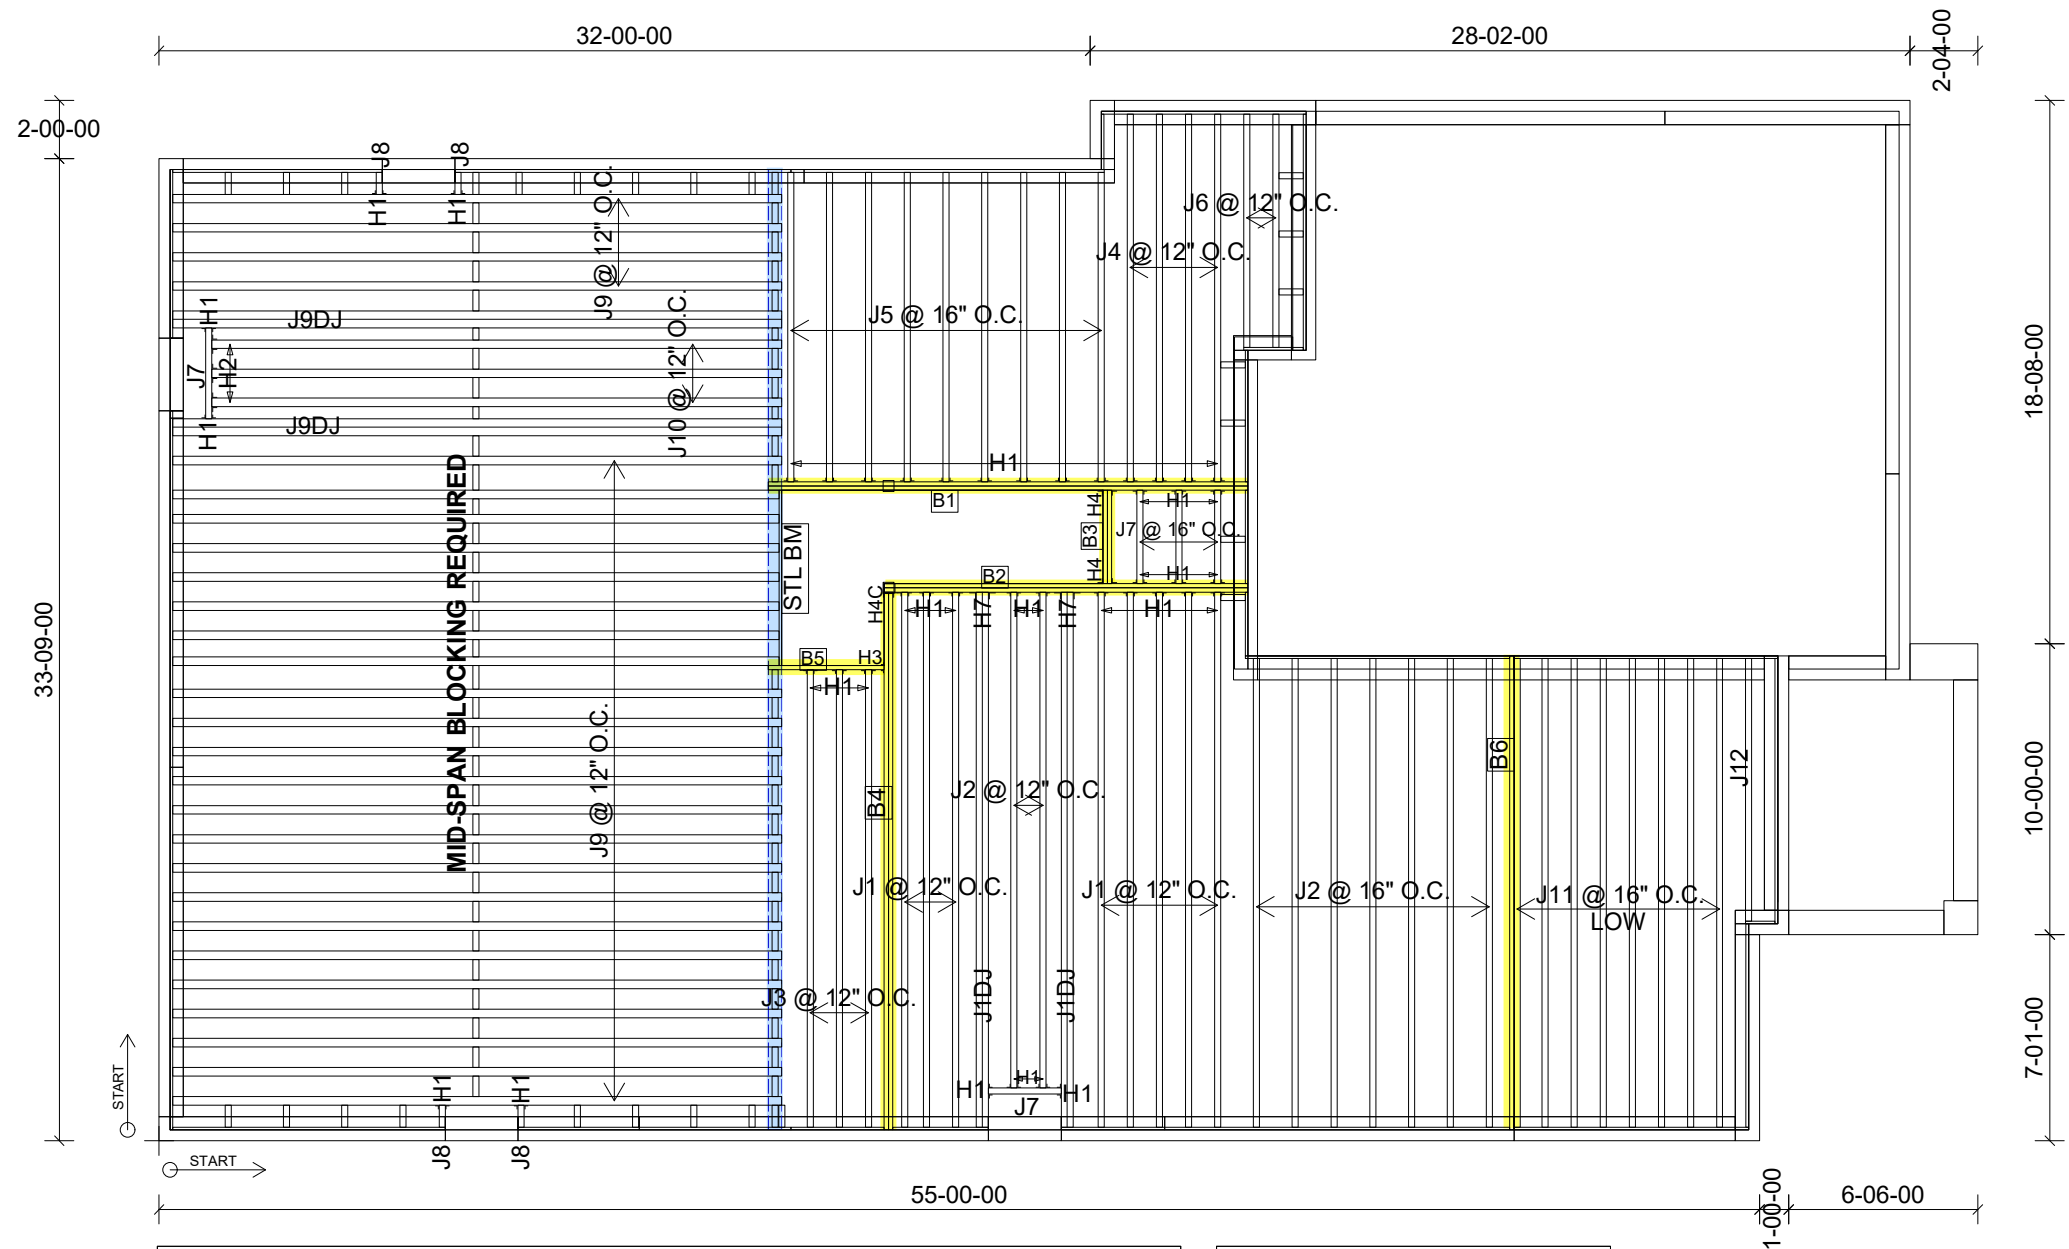 32-00-00
28-02-00
2-04-00
2-00-00
J8
J8
H1
H1
J9 @ 12" O.C.
J6 @ 12" O.C.
J4 @ 12" O.C.
J5 @ 16" O.C.
18-08-00
H1
J9DJ
J7
H2
J10 @ 12" O.C.
H1
J9DJ
H1
B1
H4
H1
B3
J7 @ 16" O.C.
H4
H1
MID-SPAN BLOCKING REQUIRED
STL BM
B2
H4C
H1
H7
H1
H7
H1
33-09-00
B5
H3
H1
J9 @ 12" O.C.
B4
J2 @ 12" O.C.
B6
J12
10-00-00
J1 @ 12" O.C.
J1 @ 12" O.C.
J2 @ 16" O.C.
J11 @ 16" O.C.
LOW
J3 @ 12" O.C.
J1DJ
J1DJ
7-01-00
START
H1
H1
H1
H1
H1
J7
J8
J8
START
55-00-00
1-00-00
6-06-00